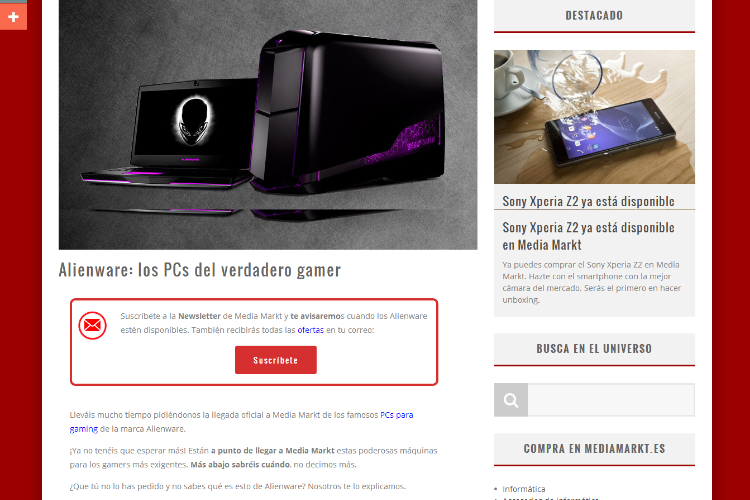 Alienware: los PCs del verdadero gamer
Suscríbete a la Newsletter de Media Markt y te avisaremos cuando los Alienware
estén disponibles. También recibirás todas las ofertas en tu correo:
Suscríbete
Lleváis mucho tiempo pidiéndonos la llegada oficial a Media Markt de los famosos PCs para
gaming de la marca Alienware.
¡Ya no tenéis que esperar más! Están a punto de llegar a Media Markt estas poderosas máquinas
para los gamers más exigentes. Más abajo sabréis cuándo, no decimos más.
¿Que tú no lo has pedido y no sabes qué es esto de Alienware? Nosotros te lo explicamos.
DESTACADO
Sony Xperia Z2 ya está disponible
Sony Xperia Z2 ya está disponible
en Media Markt
Ya puedes comprar el Sony Xperia Z2 en Media
Markt. Hazte con el smartphone con la mejor
cámara del mercado. Serás el primero en hacer
unboxing.
BUSCA EN EL UNIVERSO
COMPRA EN MEDIAMARKT.ES
Informática